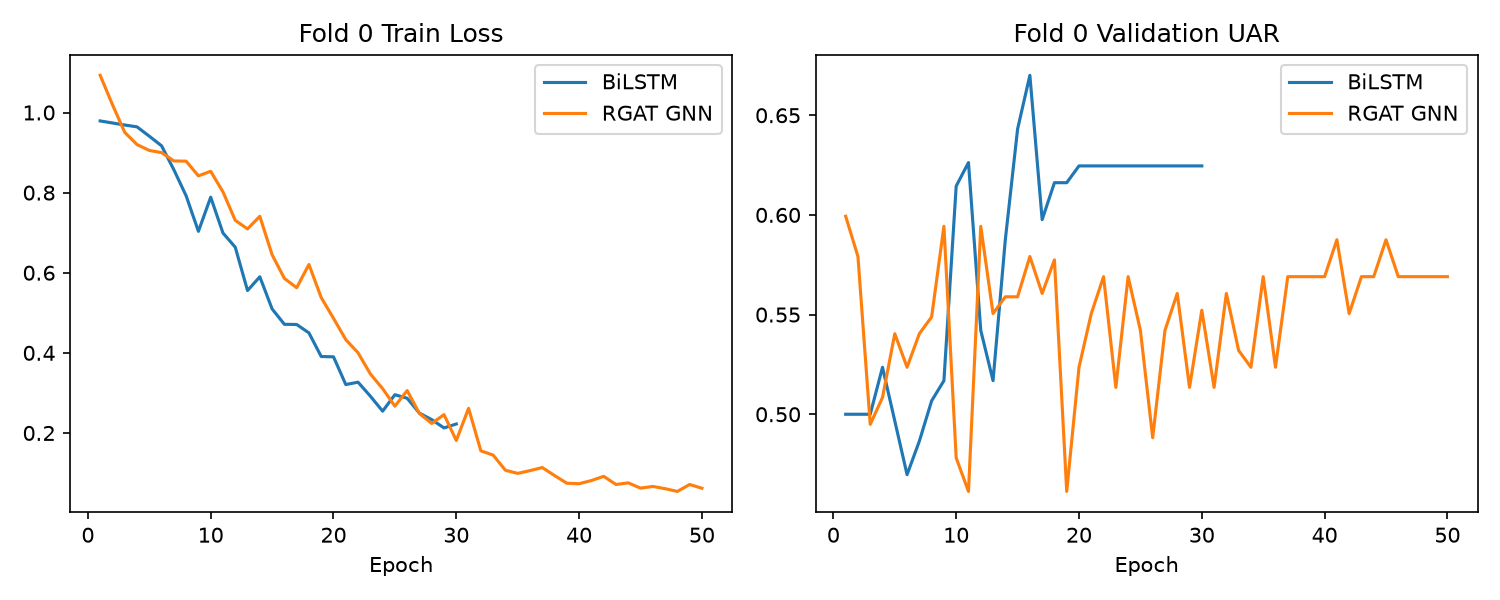 Fold 0 Train Loss
BiLSTM
RGAT GNN
1.0
0.8
0.6
0.4
0.2
0 10 20 30 40 50
Epoch
Fold 0 Validation UAR
BiLSTM
RGAT GNN
0.65
0.60
0.55
0.50
0 10 20 30 40 50
Epoch